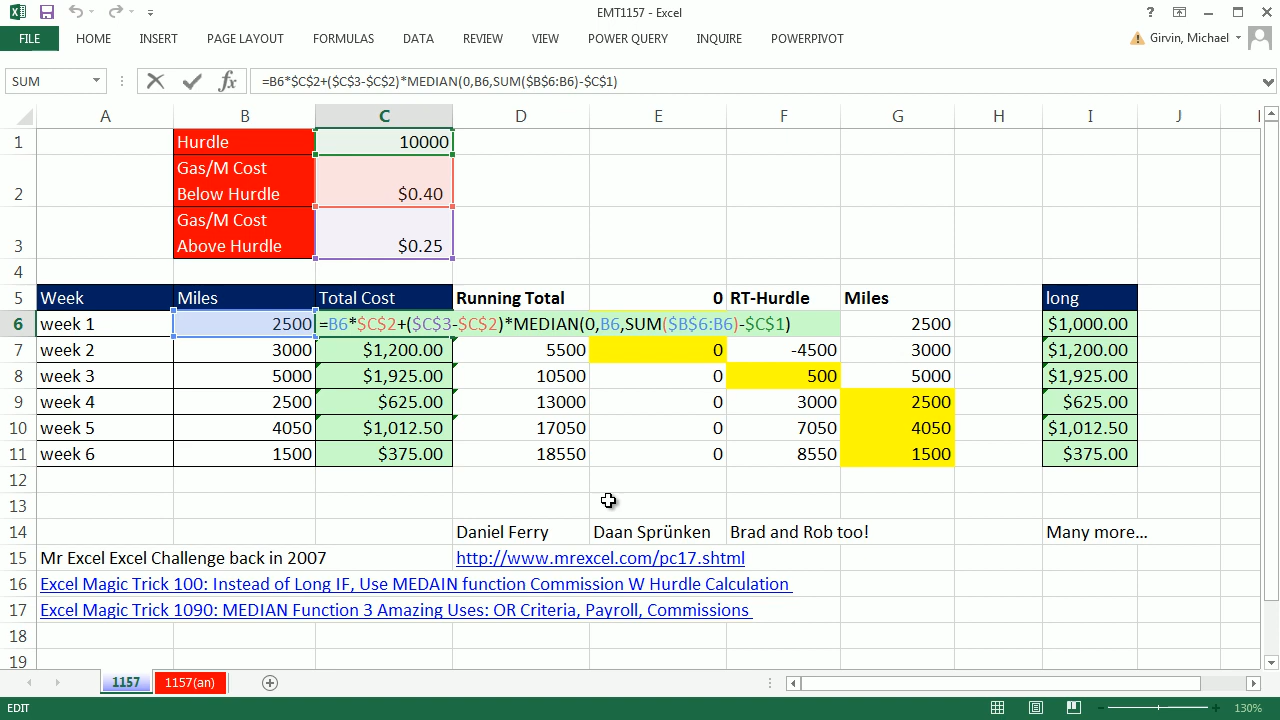 EMT1157 - Excel
FILE HOME INSERT PAGE LAYOUT FORMULAS DATA REVIEW VIEW POWER QUERY INQUIRE POWERPIVOT Girvin, Michael
SUM fx =B6*$C$2+($C$3-$C$2)*MEDIAN(0,B6,SUM($B$6:B6)-$C$1)
A B C D E F G H I J
1 Hurdle 10000
Gas/M Cost
2 Below Hurdle $0.40
Gas/M Cost
3 Above Hurdle $0.25
4
5 Week Miles Total Cost Running Total 0 RT-Hurdle Miles long
6 week 1 2500 =B6*$C$2+($C$3-$C$2)*MEDIAN(0,B6,SUM($B$6:B6)-$C$1) 2500 $1,000.00
7 week 2 3000 $1,200.00 5500 0 -4500 3000 $1,200.00
8 week 3 5000 $1,925.00 10500 0 500 5000 $1,925.00
9 week 4 2500 $625.00 13000 0 3000 2500 $625.00
10 week 5 4050 $1,012.50 17050 0 7050 4050 $1,012.50
11 week 6 1500 $375.00 18550 0 8550 1500 $375.00
12
13
14 Daniel Ferry Daan Sprünken Brad and Rob too! Many more...
15 Mr Excel Excel Challenge back in 2007 http://www.mrexcel.com/pc17.shtml
16 Excel Magic Trick 100: Instead of Long IF, Use MEDAIN function Commission W Hurdle Calculation
17 Excel Magic Trick 1090: MEDIAN Function 3 Amazing Uses: OR Criteria, Payroll, Commissions
18
19
1157 1157(an)
EDIT 130%